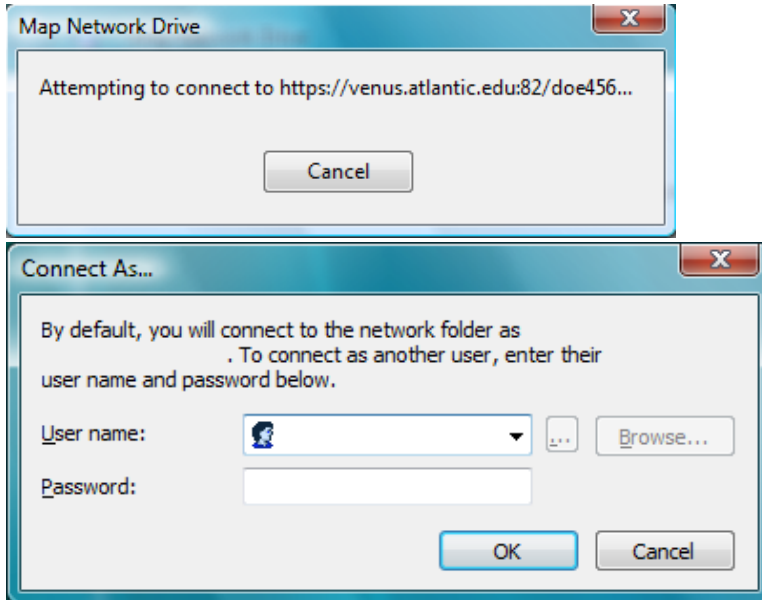 Map Network Drive
Attempting to connect to https://venus.atlantic.edu:82/doe456...
Cancel
Connect As...
By default, you will connect to the network folder as
. To connect as another user, enter their
user name and password below.
User name:
... Browse...
Password:
OK Cancel